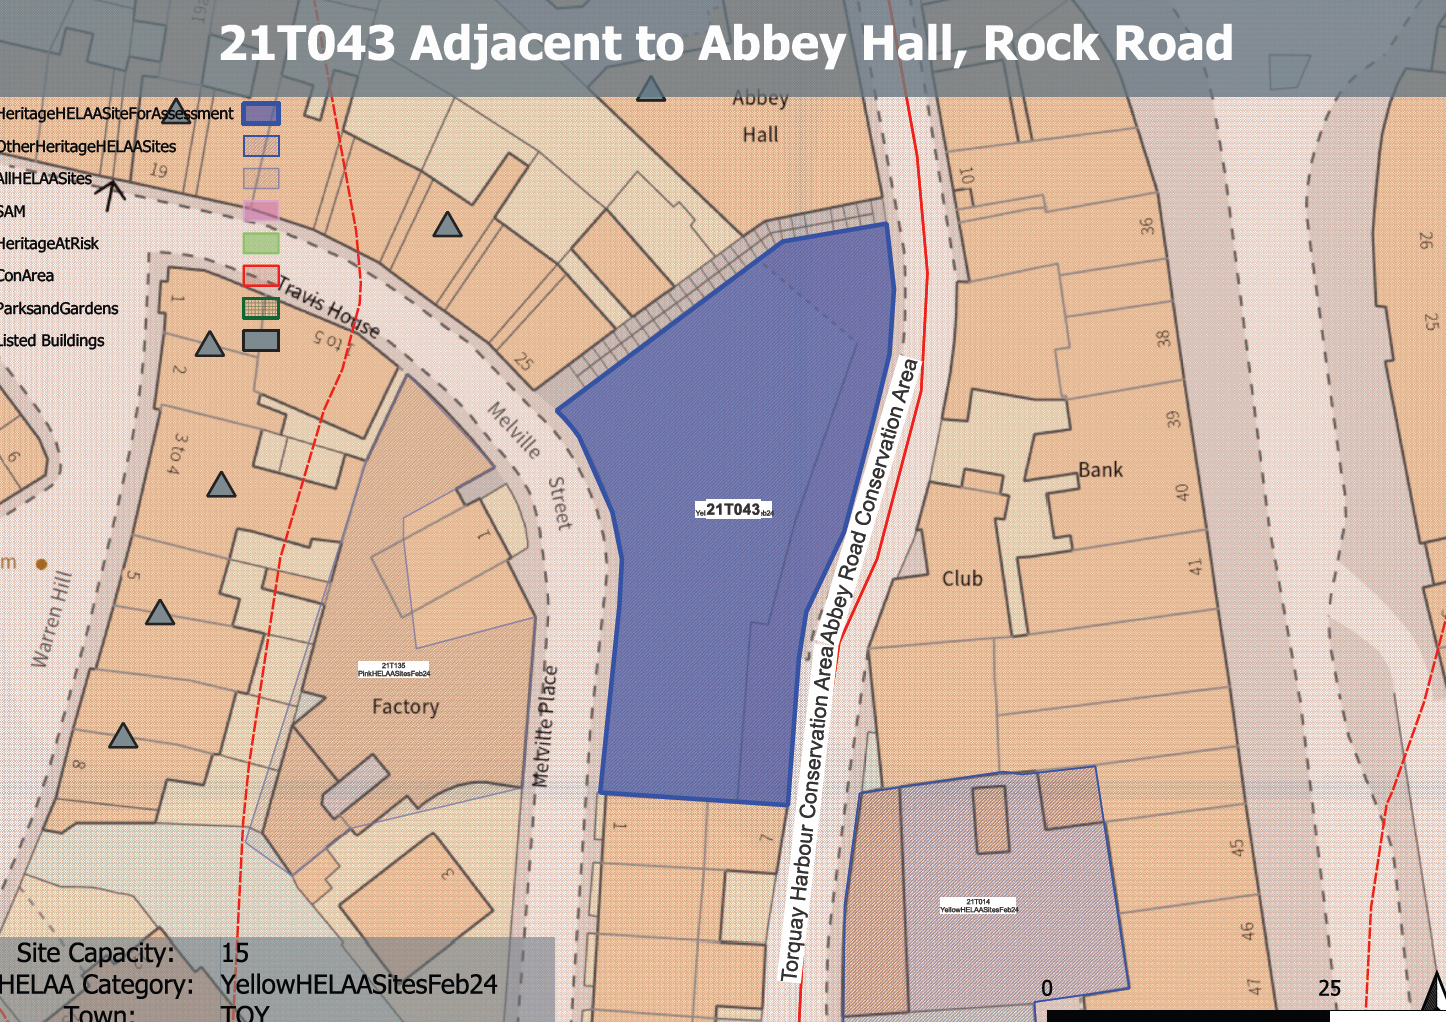 21T043 Adjacent to Abbey Hall, Rock Road
HeritageHELAASiteForAssessment
OtherHeritageHELAASites
AllHELAASites
SAM
HeritageAtRisk
ConArea
ParksandGardens
Listed Buildings
19
Abbey
Hall
10
36
26
1
Travis House
1 to 5
2
25
38
25
3 to 4
Melville
Street
39
6
Bank
40
21T043
1
41
Club
m
5
Warren Hill
Abbey Road Conservation Area
21T135
PinkHELAASitesFeb24
Factory
Melville Place
8
1
7
45
3
Torquay Harbour Conservation Area
21T014
YellowHELAASitesFeb24
46
47
Site Capacity: 15
HELAA Category: YellowHELAASitesFeb24
Town: TOY
0 25
N